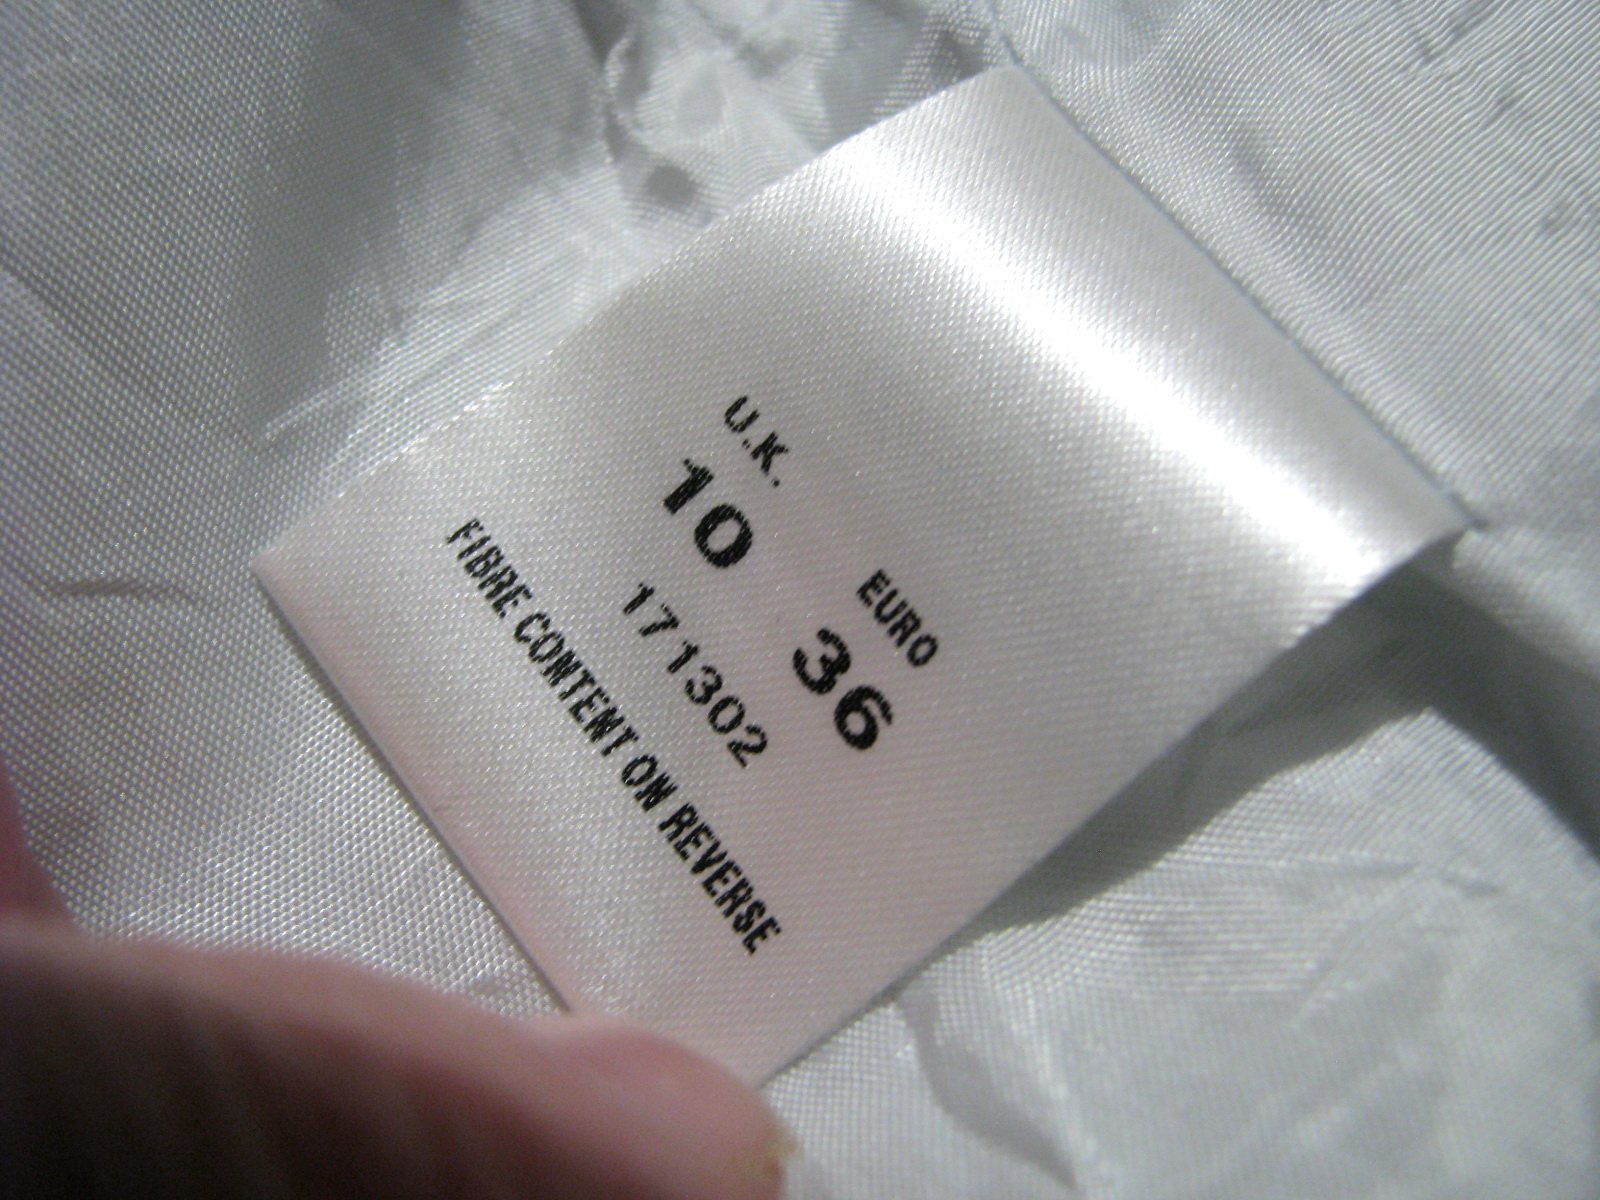 U.K. EURO
10 36
171302
FIBRE CONTENT ON REVERSE